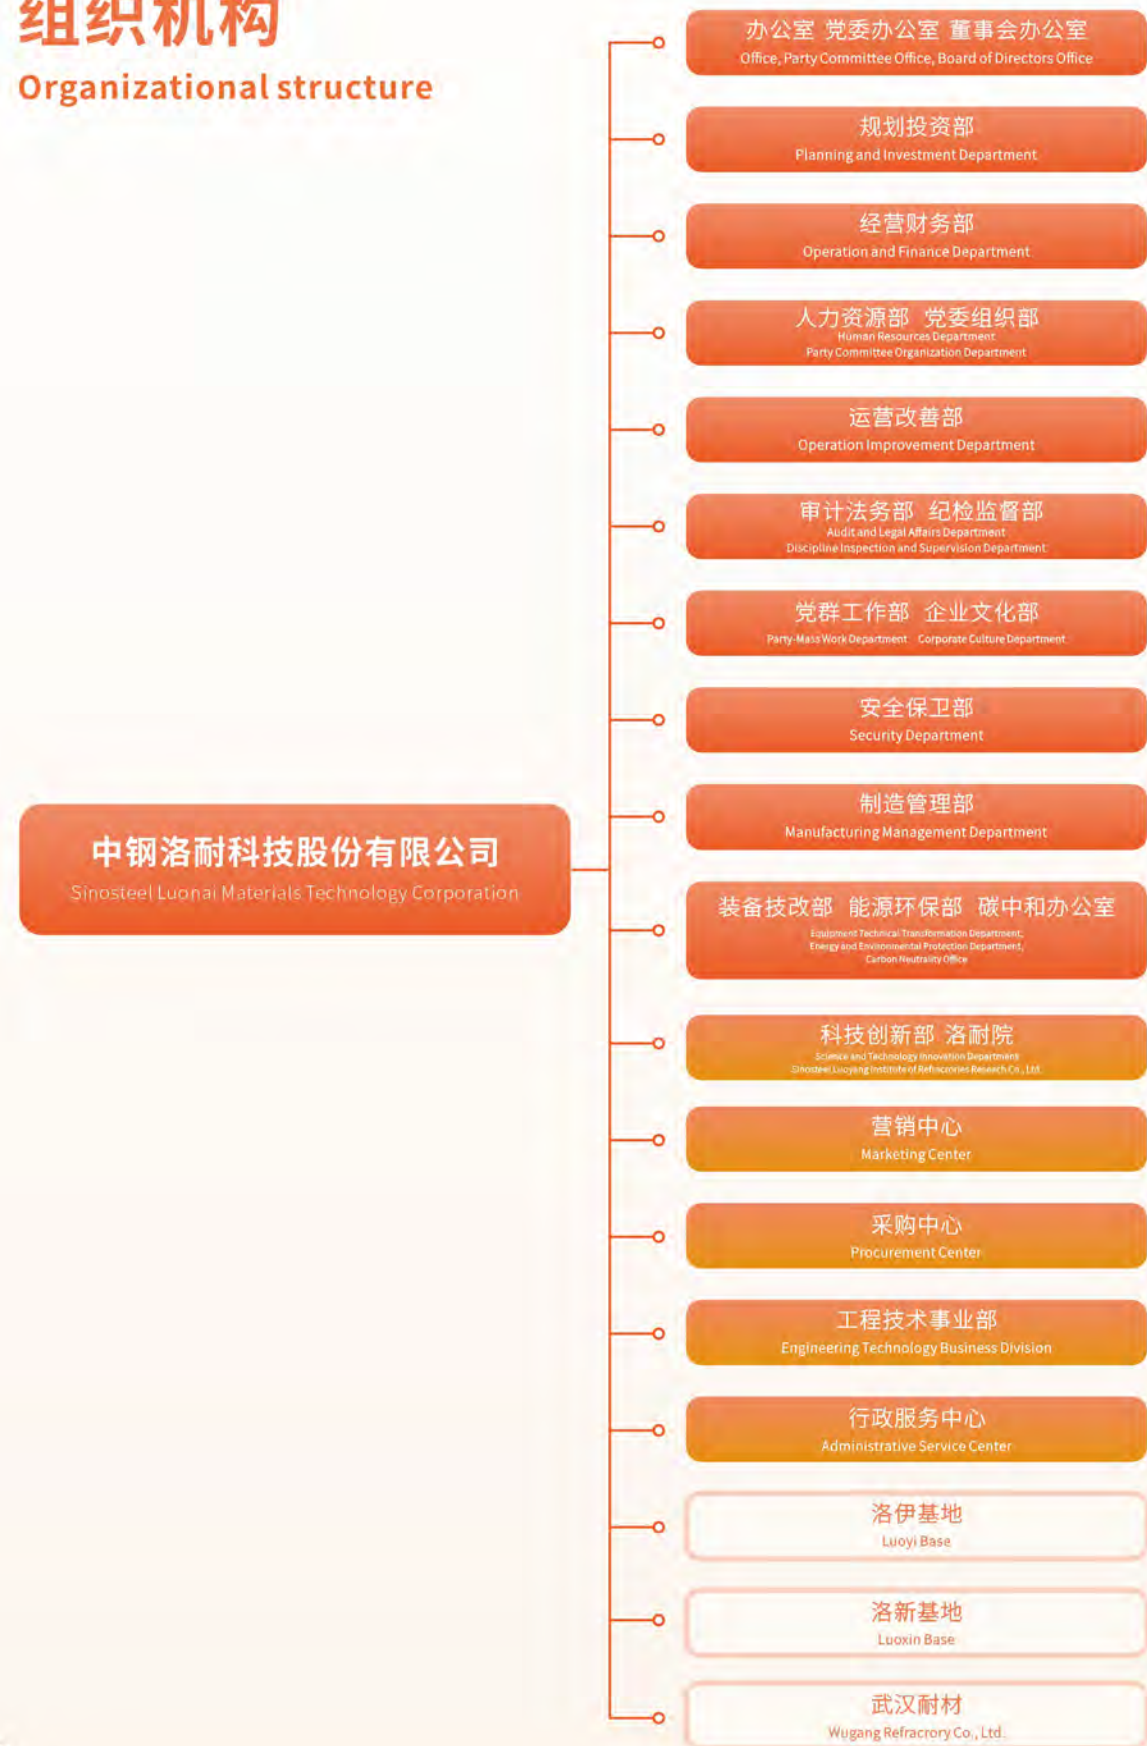 组织机构
Organizational structure
办公室 党委办公室 董事会办公室
Office, Party Committee Office, Board of Directors Office
规划投资部
Planning and Investment Department
经营财务部
Operation and Finance Department
人力资源部 党委组织部
Human Resources Department
Party Committee Organization Department
运营改善部
Operation Improvement Department
审计法务部 纪检监督部
Audit and Legal Affairs Department
Discipline Inspection and Supervision Department
党群工作部 企业文化部
Party-Mass Work Department Corporate Culture Department
安全保卫部
Security Department
制造管理部
Manufacturing Management Department
中钢洛耐科技股份有限公司
Sinosteel Luonai Materials Technology Corporation
装备技改部 能源环保部 碳中和办公室
Equipment Technical Transformation Department,
Energy and Environmental Protection Department,
Carbon Neutrality Office
科技创新部 洛耐院
Science and Technology Innovation Department
Sinosteel Luoyang Institute of Refracrories Research Co., Ltd.
营销中心
Marketing Center
采购中心
Procurement Center
工程技术事业部
Engineering Technology Business Division
行政服务中心
Administrative Service Center
洛伊基地
Luoyi Base
洛新基地
Luoxin Base
武汉耐材
Wugang Refracrory Co., Ltd.